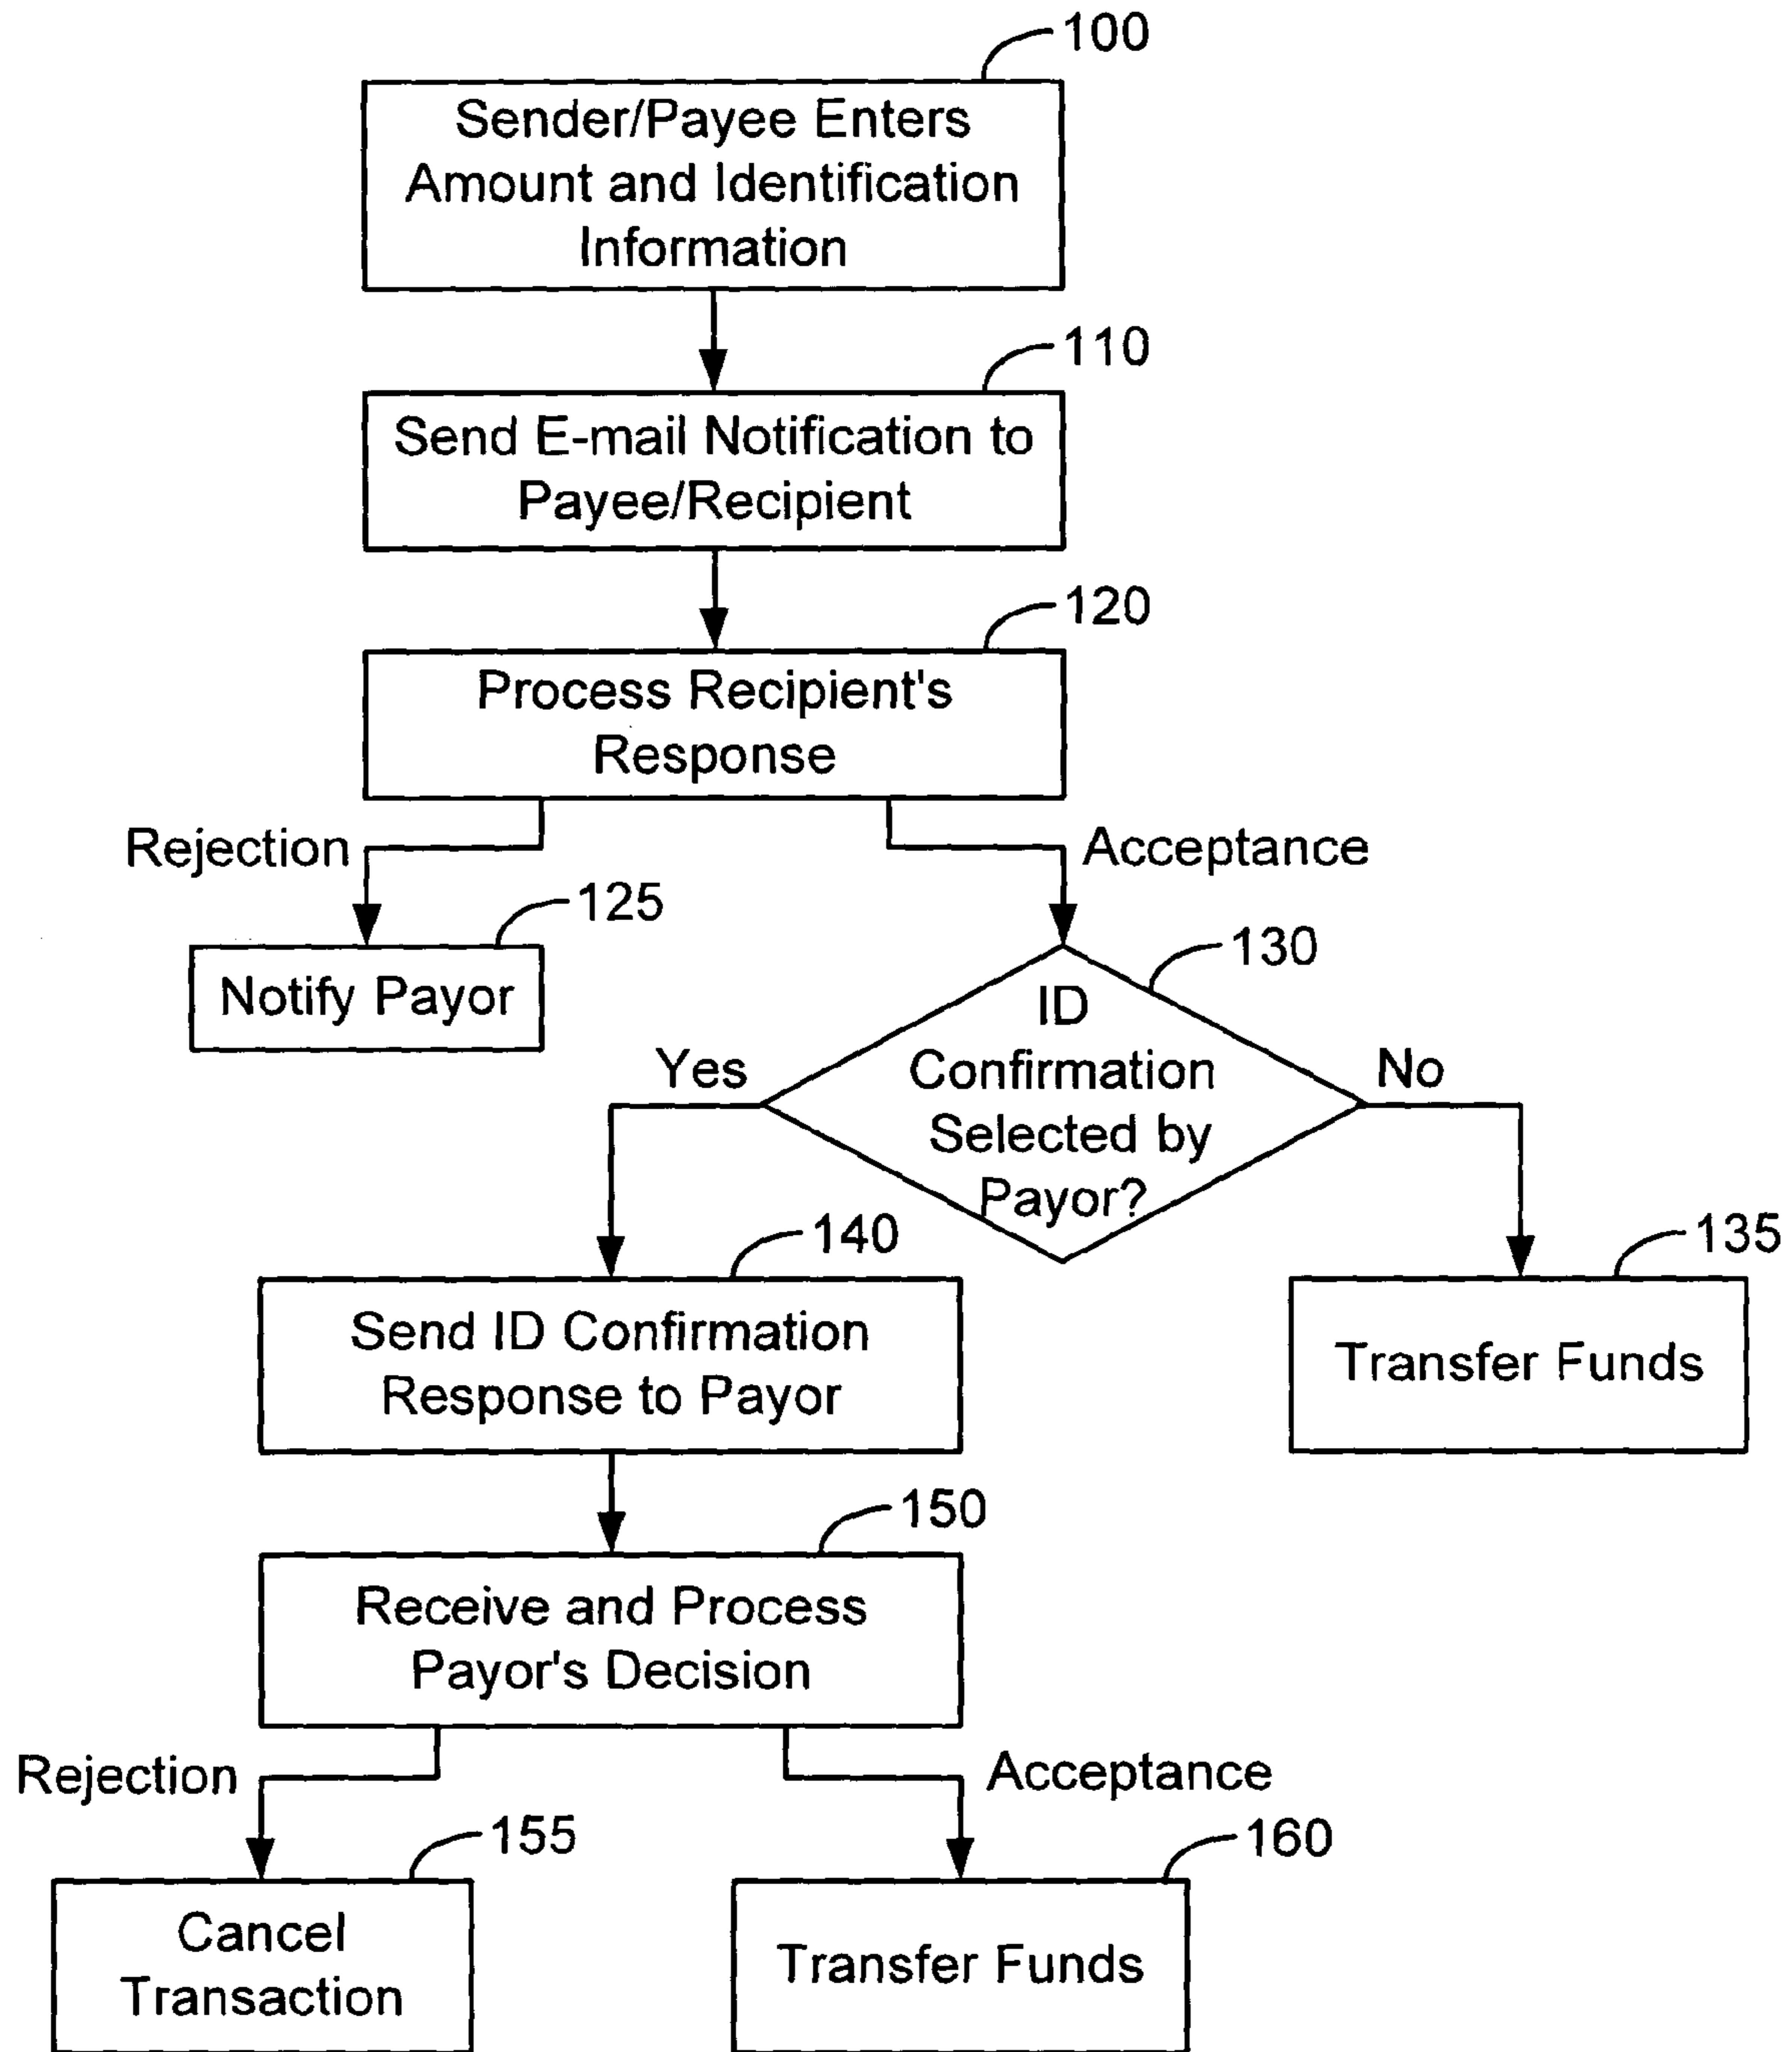 100
Sender/Payee Enters
Amount and Identification
Information
110
Send E-mail Notification to
Payee/Recipient
120
Process Recipient's
Response
Rejection
Acceptance
125
Notify Payor
130
ID
Confirmation
Selected by
Payor?
Yes
No
140
Send ID Confirmation
Response to Payor
135
Transfer Funds
150
Receive and Process
Payor's Decision
Rejection
Acceptance
155
Cancel
Transaction
160
Transfer Funds